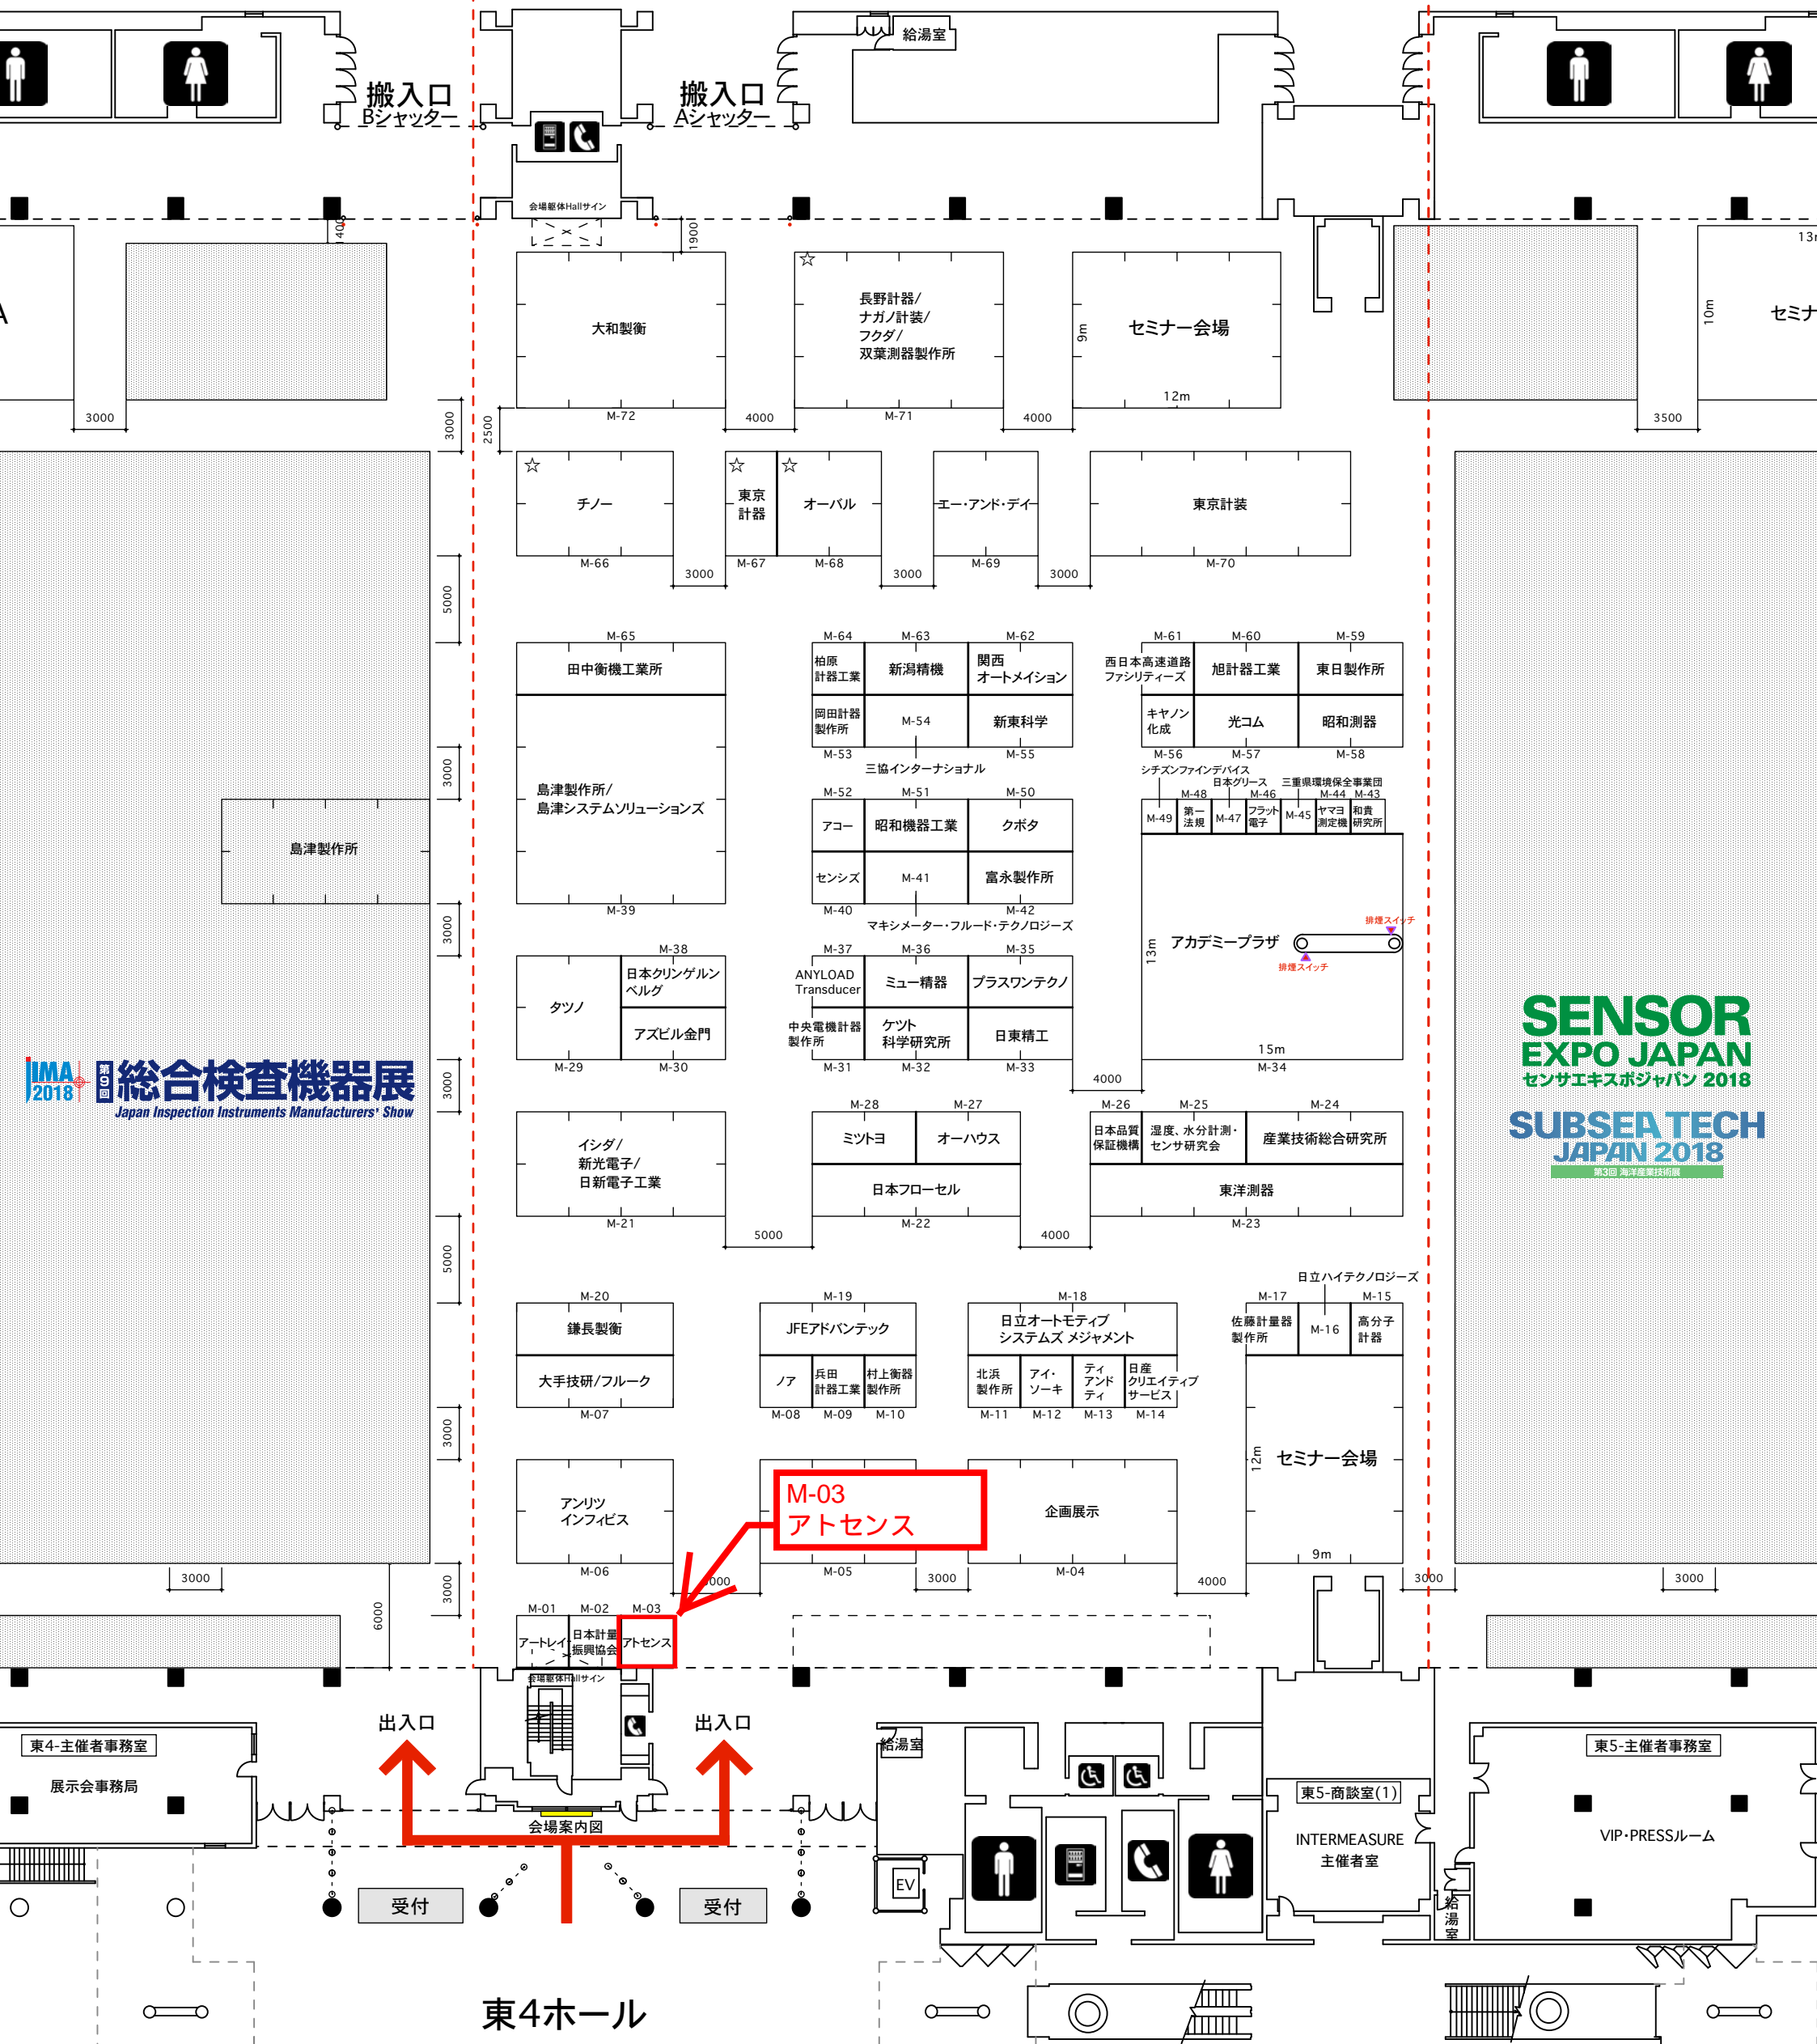 給湯室
搬入口
Bシャッター
搬入口
Aシャッター
会場躯体Hallサイン
1400
1900
13m
A
大和製衡
M-72
☆
長野計器/
ナガノ計装/
フクダ/
双葉測器製作所
M-71
セミナー会場
9m
12m
10m
セミナ
3000
3000
2500
4000
4000
3500
☆
チノー
M-66
☆
東京
計器
M-67
☆
オーバル
M-68
エー・アンド・デイ
M-69
東京計装
M-70
3000
3000
3000
5000
M-65
田中衡機工業所
M-64
柏原
計器工業
M-63
新潟精機
M-62
関西
オートメイション
M-61
西日本高速道路
ファシリティーズ
M-60
旭計器工業
M-59
東日製作所
岡田計器
製作所
M-53
M-54
三協インターナショナル
新東科学
M-55
キヤノン
化成
M-56
光コム
M-57
昭和測器
M-58
3000
島津製作所/
島津システムソリューションズ
M-39
島津製作所
M-52
アコー
M-51
昭和機器工業
M-50
クボタ
シチズンファインデバイス
M-49
M-48
第一
法規
日本グリース
M-47
M-46
フラット
電子
三重県環境保全事業団
M-45
M-44
ヤマヨ
測定機
M-43
和貴
研究所
センシズ
M-40
M-41
マキシメーター・フルード・テクノロジーズ
富永製作所
M-42
3000
アカデミープラザ
13m
15m
M-34
排煙スイッチ
排煙スイッチ
タツノ
M-29
M-38
日本クリンゲルン
ベルグ
アズビル金門
M-30
M-37
ANYLOAD
Transducer
M-36
ミュー精器
M-35
プラスワンテクノ
中央電機計器
製作所
M-31
ケツト
科学研究所
M-32
日東精工
M-33
3000
4000
JIMA
2018
第9回
総合検査機器展
Japan Inspection Instruments Manufacturers' Show
SENSOR
EXPO JAPAN
センサエキスポジャパン 2018
SUBSEA TECH
JAPAN 2018
第3回 海洋産業技術展
イシダ/
新光電子/
日新電子工業
M-21
M-28
ミツトヨ
M-27
オーハウス
日本フローセル
M-22
M-26
日本品質
保証機構
M-25
湿度、水分計測・
センサ研究会
M-24
産業技術総合研究所
東洋測器
M-23
5000
4000
5000
M-20
鎌長製衡
大手技研/フルーク
M-07
M-19
JFEアドバンテック
ノア
M-08
兵田
計器工業
M-09
村上衡器
製作所
M-10
M-18
日立オートモティブ
システムズ メジャメント
北浜
製作所
M-11
アイ・
ソーキ
M-12
ティ
アンド
ティ
M-13
日産
クリエイティブ
サービス
M-14
M-17
佐藤計量器
製作所
日立ハイテクノロジーズ
M-16
M-15
高分子
計器
3000
アンリツ
インフィビス
M-06
M-03
アトセンス
M-05
企画展示
M-04
セミナー会場
12m
9m
3000
6000
3000
3000
4000
3000
3000
M-01
アートレイ
M-02
日本計量
振興協会
M-03
アトセンス
会場躯体Hallサイン
出入口
出入口
東4-主催者事務室
展示会事務局
会場案内図
受付
受付
給湯室
EV
東5-商談室(1)
INTERMEASURE
主催者室
給湯室
東5-主催者事務室
VIP・PRESSルーム
東4ホール